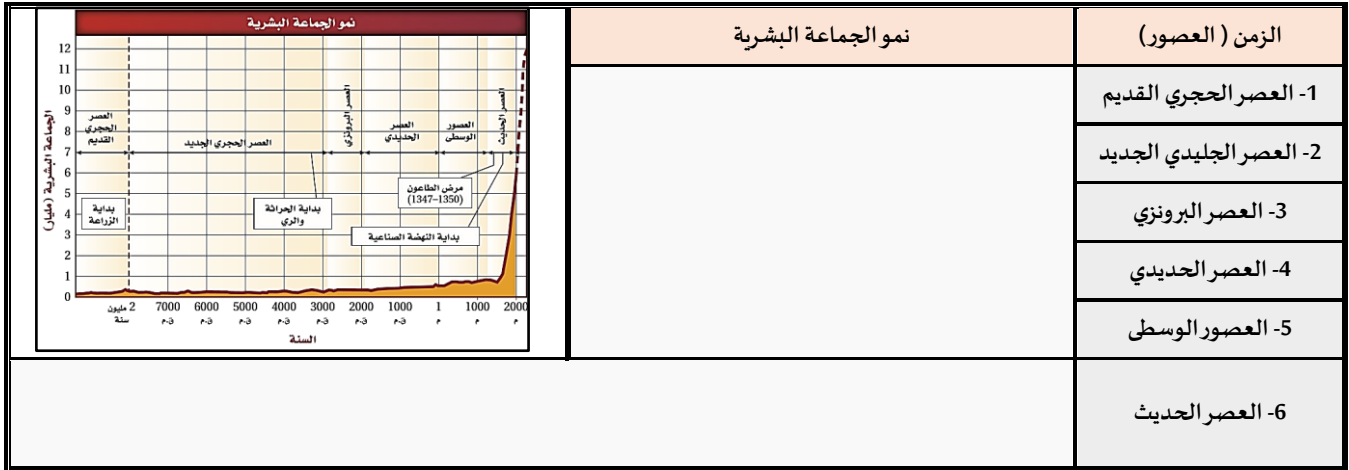 الزمن ( العصور)
نمو الجماعة البشرية
1- العصر الحجري القديم
2- العصر الجليدي الجديد
3- العصر البرونزي
4- العصر الحديدي
5- العصور الوسطى
6- العصر الحديث
نمو الجماعة البشرية
الجماعة البشرية (مليار)
12
11
10
9
8
7
6
5
4
3
2
1
0
العصر
الحجري
القديم
العصر الحجري الجديد
العصر البرونزي
العصر
الحديدي
العصور
الوسطى
العصر الحديث
مرض الطاعون
(1347–1350)
بداية
الزراعة
بداية الحراثة
والري
بداية النهضة الصناعية
2 مليون
سنة
7000
ق.م
6000
ق.م
5000
ق.م
4000
ق.م
3000
ق.م
2000
ق.م
1000
ق.م
1
م
1000
م
2000
م
السنة